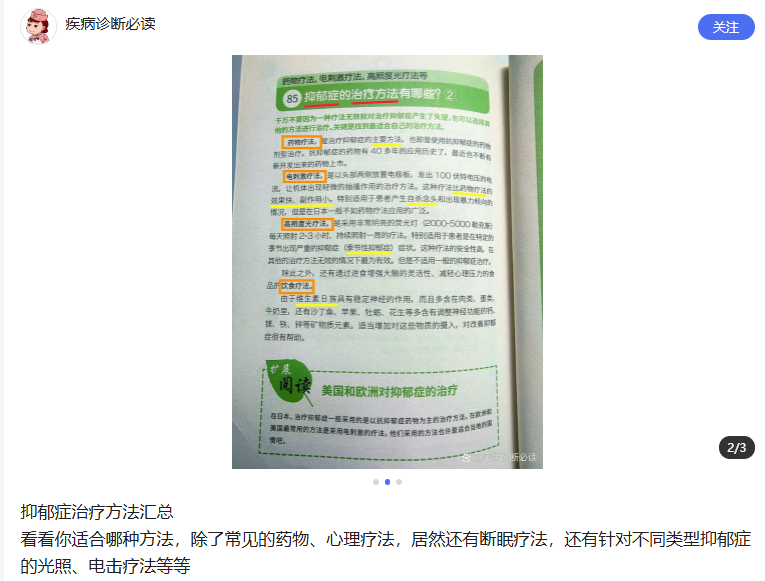 疾病诊断必读
关注
药物疗法、电刺激疗法、高照度光疗法等
85 抑郁症的治疗方法有哪些？②
千万不要因为一种疗法无效就对治疗抑郁症产生了失望，也可以选择其
他的方法进行治疗。关键是找到最适合自己的治疗方法。
药物疗法，是治疗抑郁症的主要方法。也即是使用抗抑郁症的药物
剂型治疗。抗抑郁症的药物有 40 多年的应用历史了，最近也不断有
新开发出来的药物上市。
电刺激疗法，是以头部两侧放置电极板，发出 100 伏特电压的电
流，让机体出现轻微的抽搐作用的治疗方法。这种疗法比药物疗法的
效果快、副作用小。特别适用于患者产生自杀念头和出现暴力倾向的
情况，但是在日本一般不如药物疗法应用的广泛。
高照度光疗法，是采用非常明亮的荧光灯（2000-5000 勒克斯）
每天照射 2-3 小时、持续照射一周的疗法。特别适用于患者是在特定的
季节出现严重的抑郁症（季节性抑郁症）症状。这种疗法的安全性高，在
其他的治疗方法无效的情况下最为有效。但是不适用一般的抑郁症治疗。
除此之外，还有通过进食增强大脑的灵活性、减轻心理压力的食
品的饮食疗法。
由于维生素 B 族具有稳定神经的作用。而且多含在肉类、蛋类、
牛奶里，还有沙丁鱼、苹果、牡蛎、花生等多含有调整神经功能的钙、
镁、铁、锌等矿物质元素。适当增加对这些物质的摄入，对改善抑郁
症很有帮助。
扩展
阅读
美国和欧洲对抑郁症的治疗
在日本，治疗抑郁症一般采用的是以抗抑郁症药物为主的治疗方法。在欧洲和
美国最常用的方法是采用电刺激的疗法。他们采用的方法也许是适合当地的国
情吧。
断必读
2/3
抑郁症治疗方法汇总
看看你适合哪种方法，除了常见的药物、心理疗法，居然还有断眠疗法，还有针对不同类型抑郁症
的光照、电击疗法等等